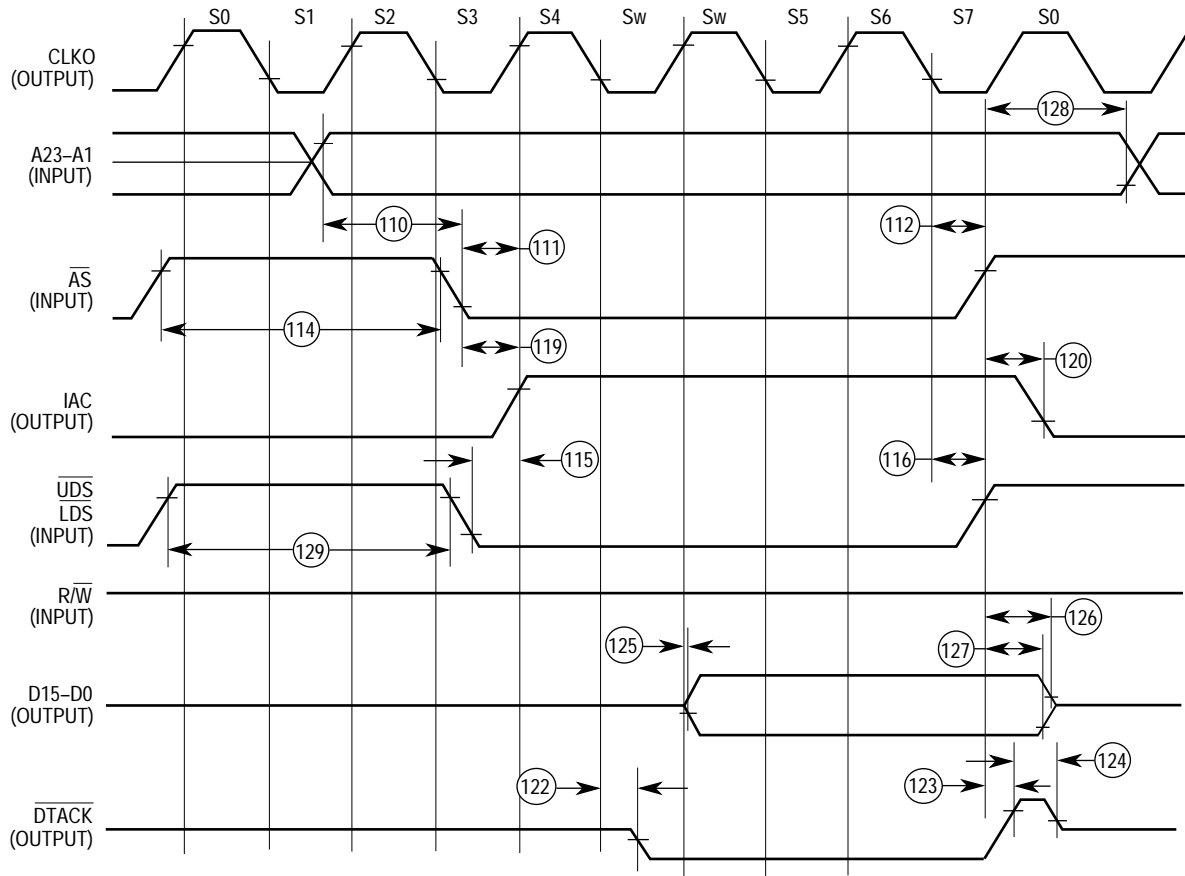 S0 S1 S2 S3 S4 Sw Sw S5 S6 S7 S0
CLKO
(OUTPUT)
128
A23–A1
(INPUT)
110
111
112
AS
(INPUT)
114
119
120
IAC
(OUTPUT)
115
116
UDS
LDS
(INPUT)
129
R/W
(INPUT)
126
125
127
D15–D0
(OUTPUT)
124
122
123
DTACK
(OUTPUT)